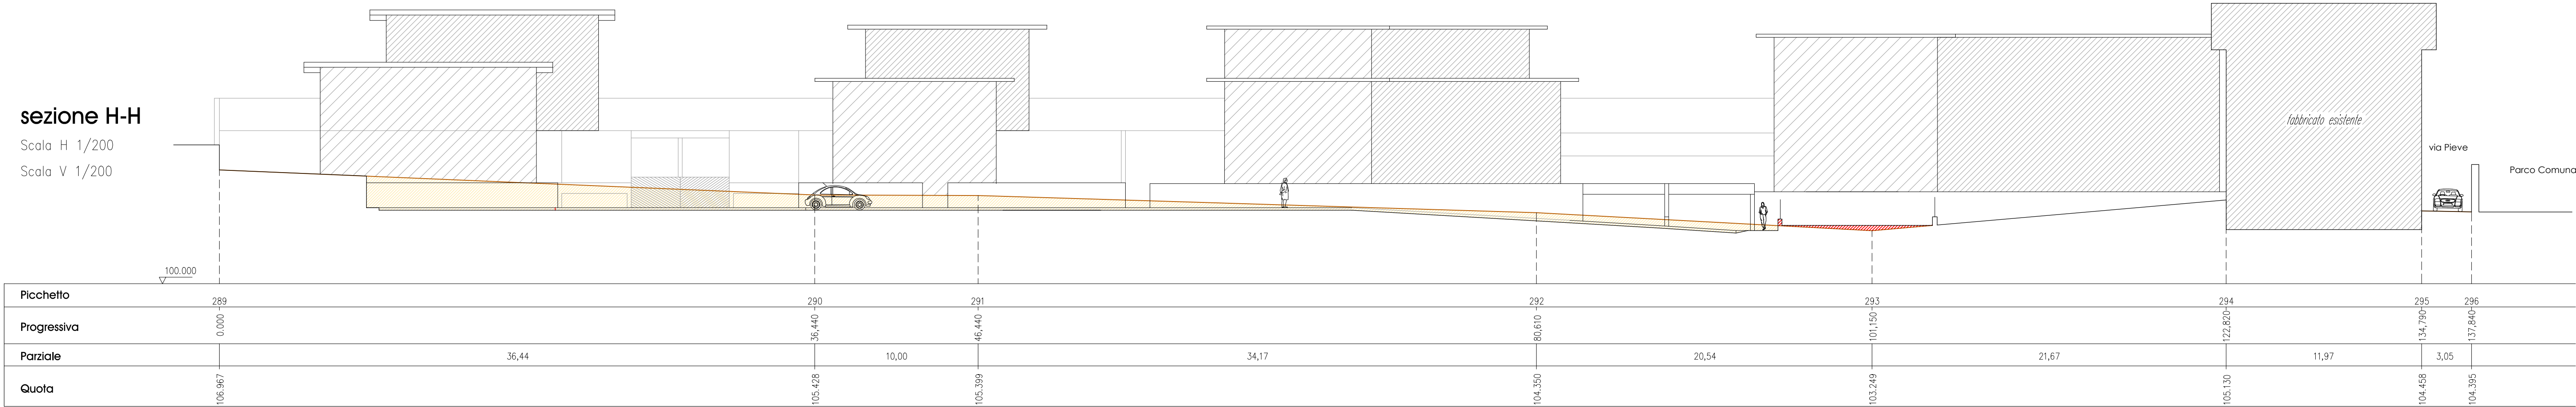 sezione H-H
Scala H 1/200
Scala V 1/200
fabbricato esistente
via Pieve
Parco Comuna
100.000
Picchetto 289 290 291 292 293 294 295 296
Progressiva 0.000 36,440 46,440 80,610 101,150 122,820 134,790 137,840
Parziale 36,44 10,00 34,17 20,54 21,67 11,97 3,05
Quota 106.967 105.428 105.399 104.350 103.249 105.130 104.458 104.395